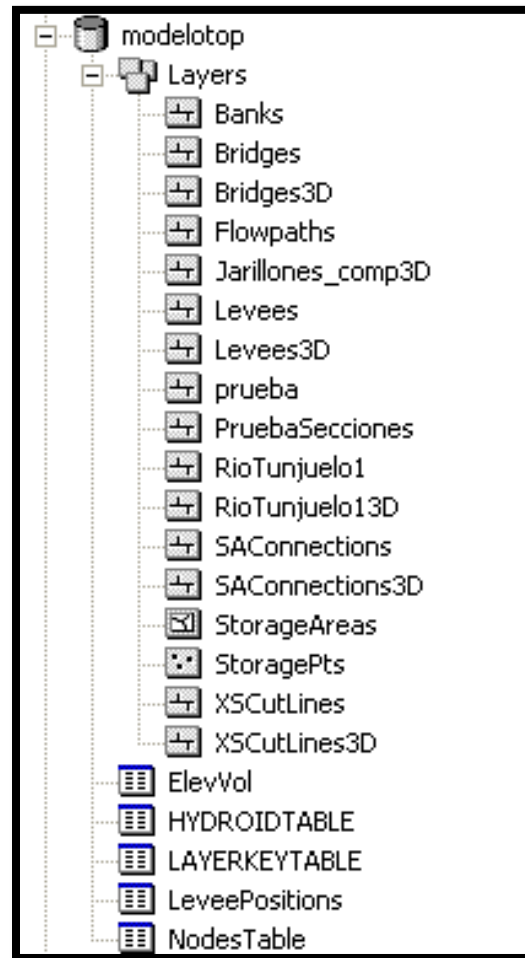 modelotop
Layers
Banks
Bridges
Bridges3D
Flowpaths
Jarillones_comp3D
Levees
Levees3D
prueba
PruebaSecciones
RioTunjuelo1
RioTunjuelo13D
SAConnections
SAConnections3D
StorageAreas
StoragePts
XSCutLines
XSCutLines3D
ElevVol
HYDROIDTABLE
LAYERKEYTABLE
LeveePositions
NodesTable